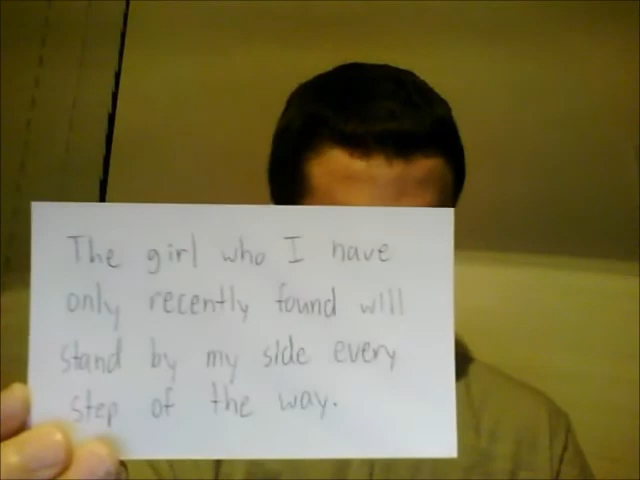 The girl who I have
only recently found will
stand by my side every
step of the way.